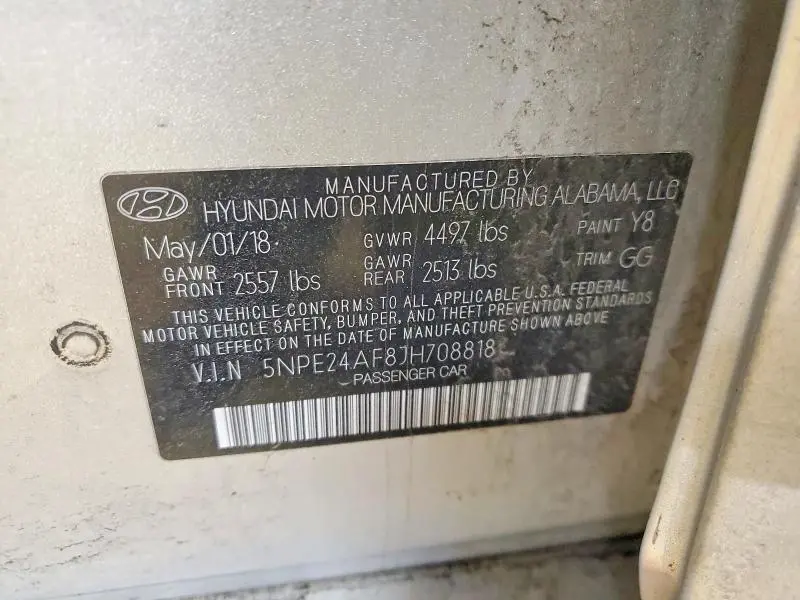 MANUFACTURED BY
HYUNDAI MOTOR MANUFACTURING ALABAMA, LLC
May/01/18 GVWR 4497 lbs PAINT Y8
GAWR FRONT 2557 lbs GAWR REAR 2513 lbs TRIM GG
THIS VEHICLE CONFORMS TO ALL APPLICABLE U.S.A. FEDERAL
MOTOR VEHICLE SAFETY, BUMPER, AND THEFT PREVENTION STANDARDS
IN EFFECT ON THE DATE OF MANUFACTURE SHOWN ABOVE
V.I.N 5NPE24AF8JH708818
PASSENGER CAR